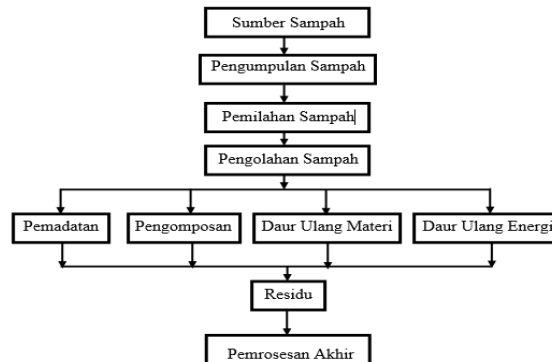 Sumber Sampah
Pengumpulan Sampah
Pemilahan Sampah
Pengolahan Sampah
Pemadatan
Pengomposan
Daur Ulang Materi
Daur Ulang Energi
Residu
Pemrosesan Akhir